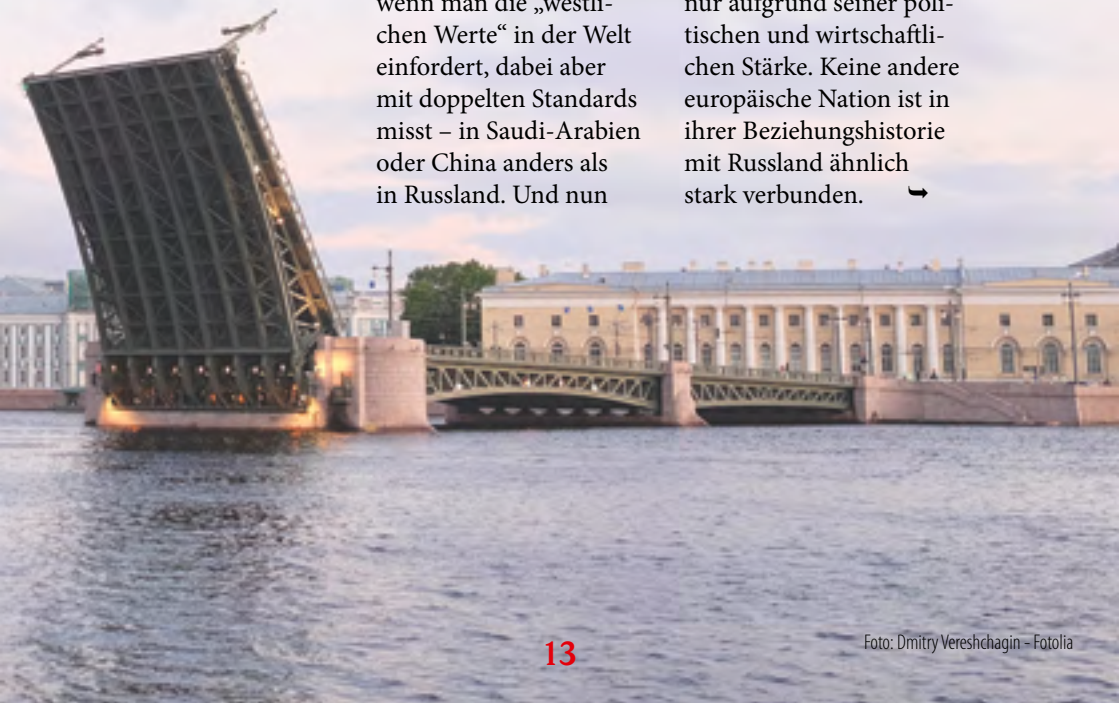 wenn man die „westli-
chen Werte“ in der Welt
einfordert, dabei aber
mit doppelten Standards
misst – in Saudi-Arabien
oder China anders als
in Russland. Und nun
nur aufgrund seiner poli-
tischen und wirtschaftli-
chen Stärke. Keine andere
europäische Nation ist in
ihrer Beziehungshistorie
mit Russland ähnlich
stark verbunden. ➥
13
Foto: Dmitry Vereshchagin - Fotolia